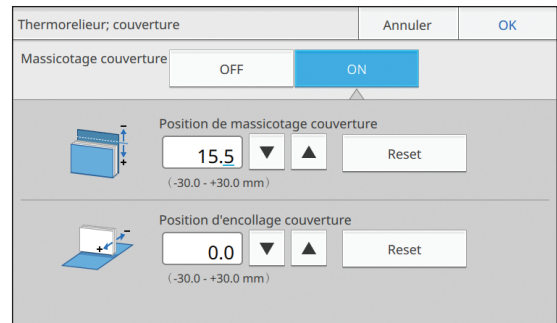 Thermorelieur; couverture
Annuler
OK
Massicotage couverture
OFF
ON
Position de massicotage couverture
15.5
Reset
(-30.0 - +30.0 mm)
Position d'encollage couverture
0.0
Reset
(-30.0 - +30.0 mm)